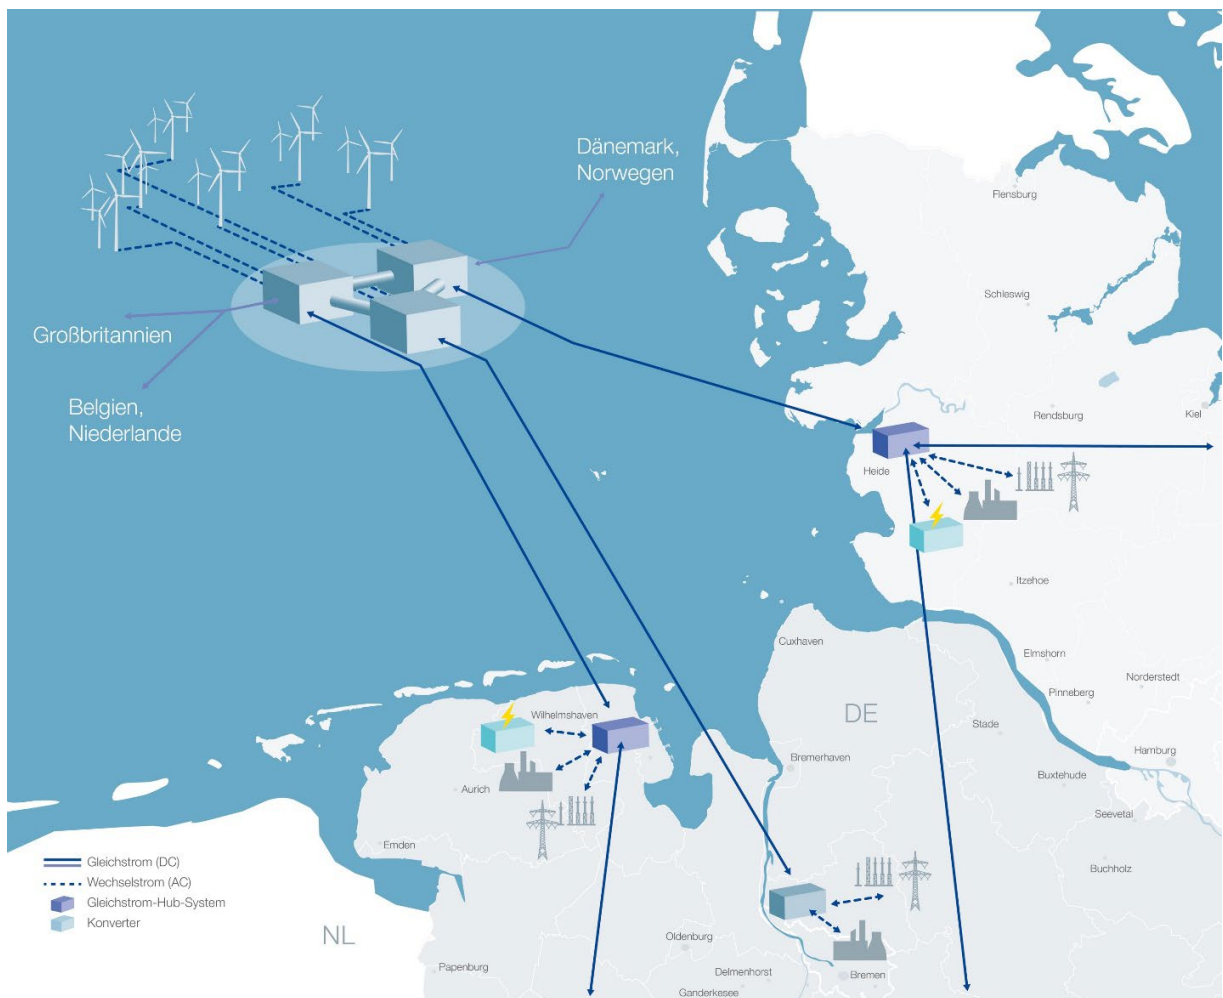 Dänemark,
Norwegen
Flensburg
Schleswig
Großbritannien
Rendsburg
Kiel
Belgien,
Niederlande
Heide
Itzehoe
Cuxhaven
Elmshorn
Norderstedt
Pinneberg
Wilhelmshaven
DE
Stade
Bremerhaven
Hamburg
Buxtehude
Aurich
Seevetal
Emden
Buchholz
Gleichstrom (DC)
Wechselstrom (AC)
Gleichstrom-Hub-System
Konverter
NL
Oldenburg
Papenburg
Delmenhorst
Bremen
Ganderkesee